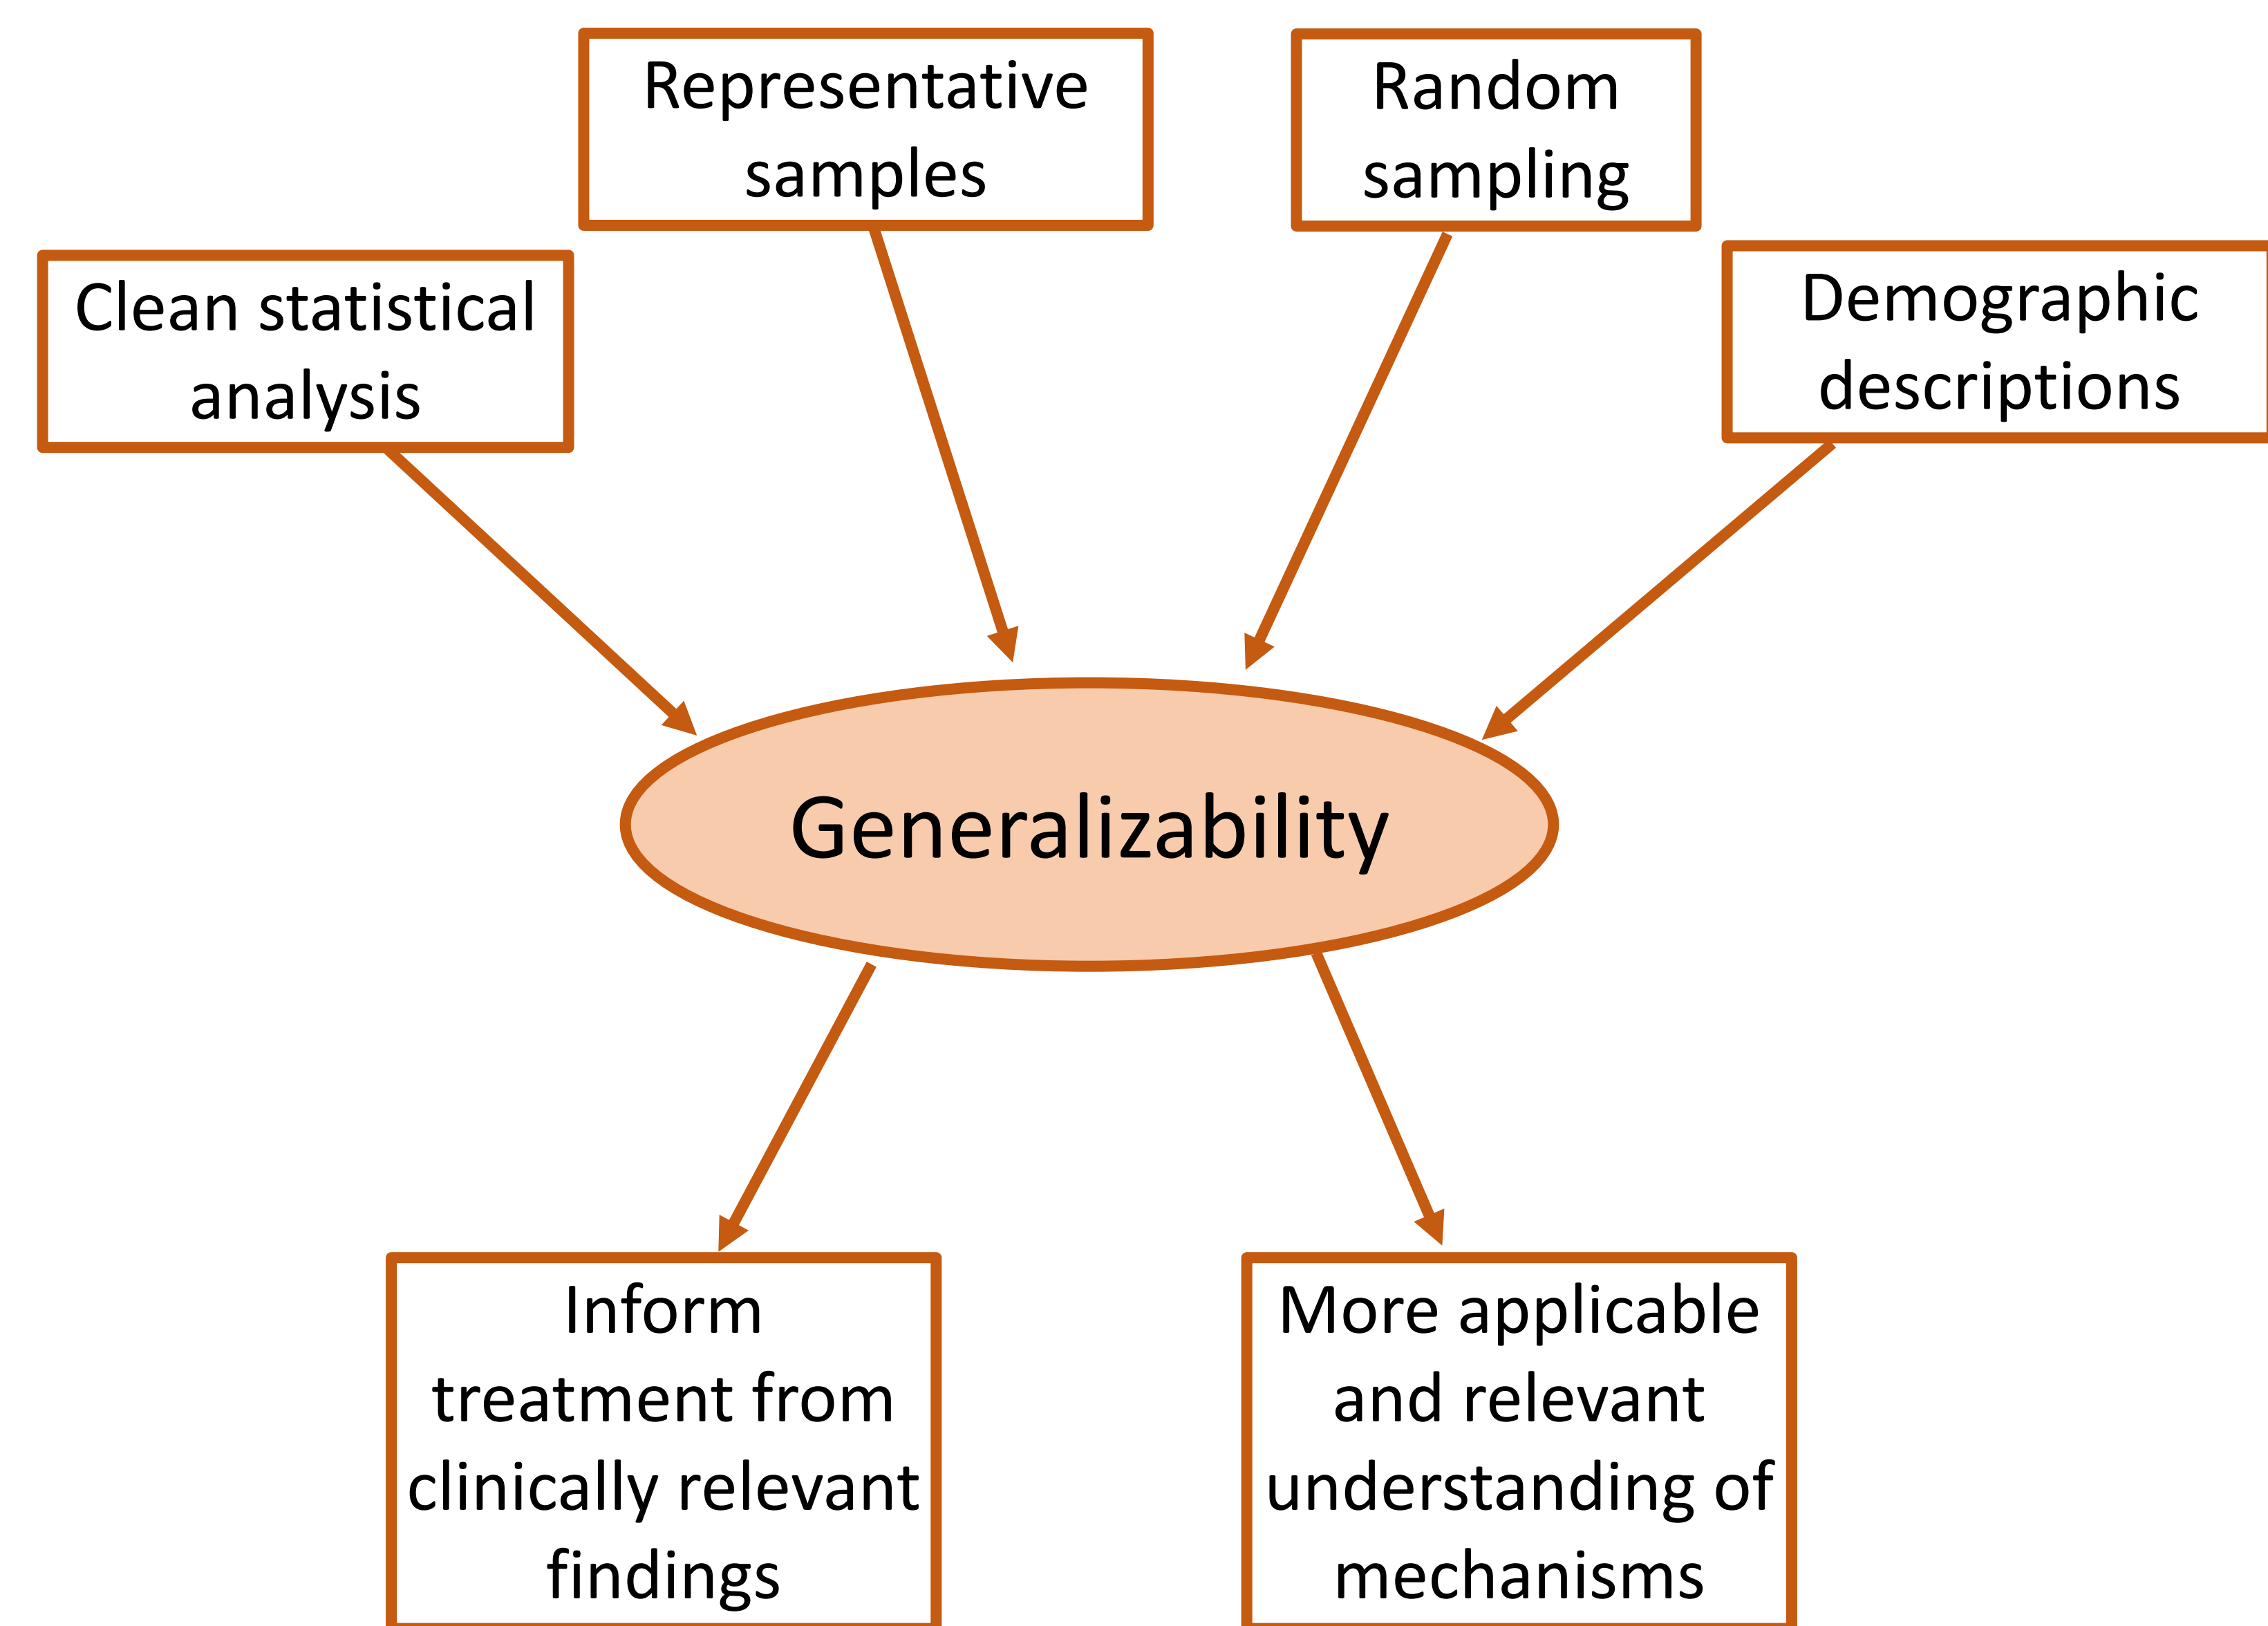 Representative
samples
Random
sampling
Clean statistical
analysis
Demographic
descriptions
Generalizability
Inform
treatment from
clinically relevant
findings
More applicable
and relevant
understanding of
mechanisms